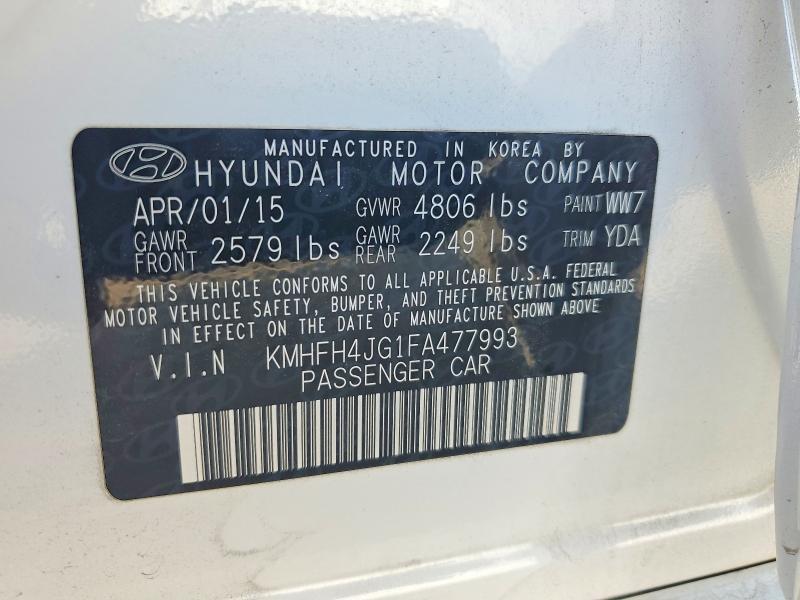 MANUFACTURED IN KOREA BY
HYUNDAI MOTOR COMPANY
APR/01/15 GVWR 4806 lbs PAINT WW7
GAWR FRONT 2579 lbs GAWR REAR 2249 lbs TRIM YDA
THIS VEHICLE CONFORMS TO ALL APPLICABLE U.S.A. FEDERAL
MOTOR VEHICLE SAFETY, BUMPER, AND THEFT PREVENTION STANDARDS
IN EFFECT ON THE DATE OF MANUFACTURE SHOWN ABOVE.
V.I.N KMHFH4JG1FA477993
PASSENGER CAR